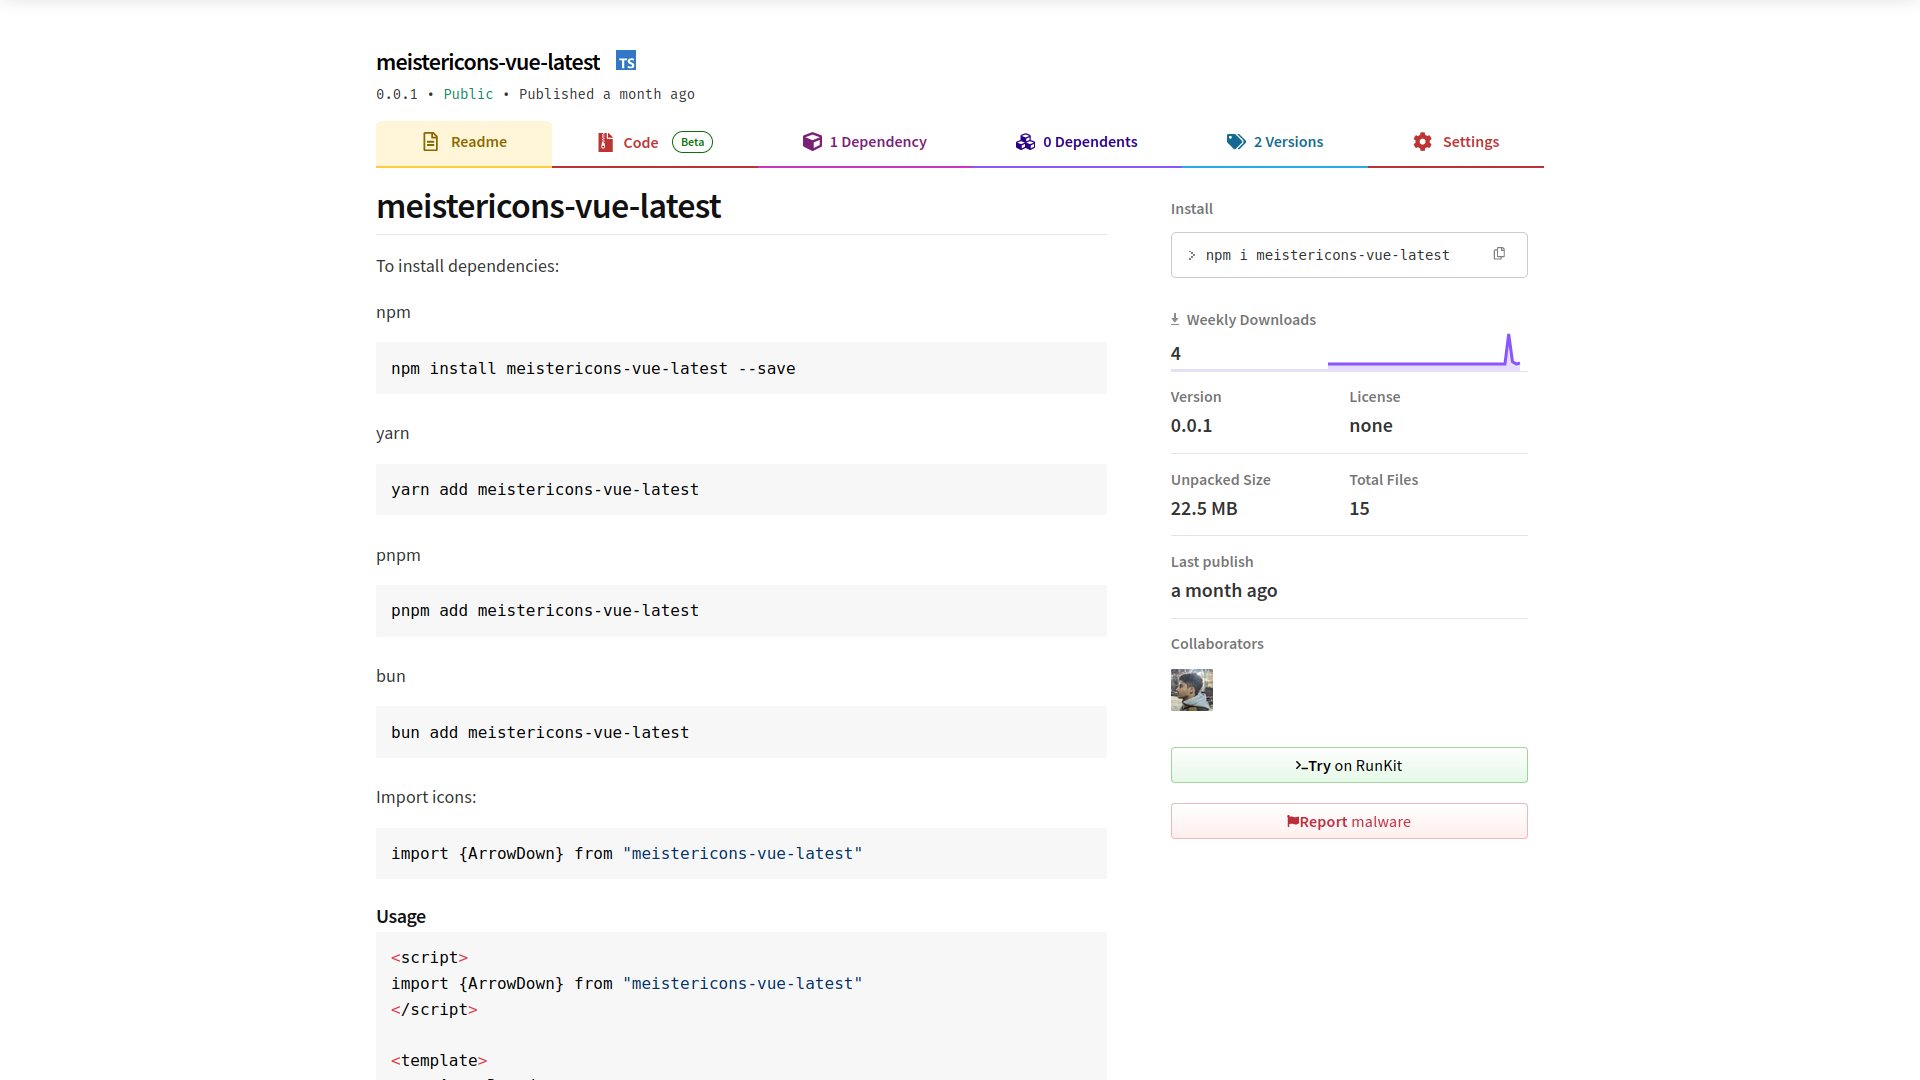 meistericons-vue-latest TS
0.0.1 • Public • Published a month ago
Readme
Code Beta
1 Dependency
0 Dependents
2 Versions
Settings
meistericons-vue-latest
To install dependencies:
npm
npm install meistericons-vue-latest --save
yarn
yarn add meistericons-vue-latest
pnpm
pnpm add meistericons-vue-latest
bun
bun add meistericons-vue-latest
Import icons:
import {ArrowDown} from "meistericons-vue-latest"
Usage
<script>
import {ArrowDown} from "meistericons-vue-latest"
</script>
<template>
Install
> npm i meistericons-vue-latest
Weekly Downloads
4
Version
0.0.1
License
none
Unpacked Size
22.5 MB
Total Files
15
Last publish
a month ago
Collaborators
Try on RunKit
Report malware